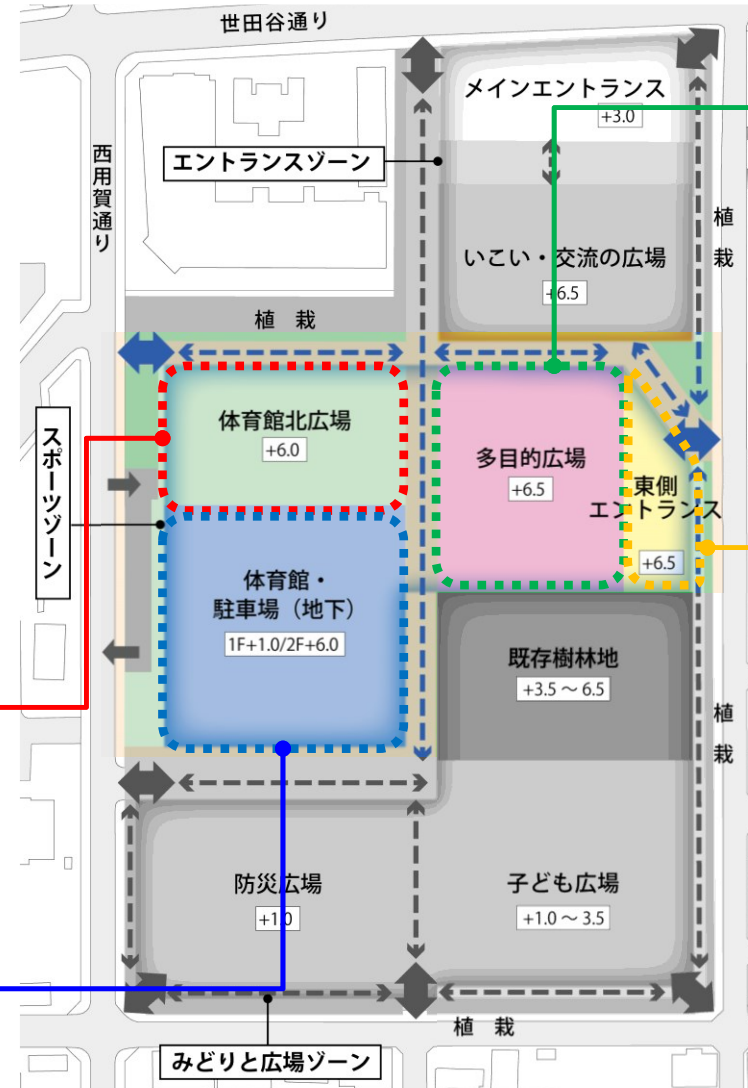 世田谷通り
メインエントランス
+3.0
エントランスゾーン
西用賀通り
植栽
いこい・交流の広場
+6.5
植 栽
体育館北広場
+6.0
スポーツゾーン
多目的広場
+6.5
東側
エントランス
+6.5
体育館・
駐車場（地下）
1F+1.0/2F+6.0
既存樹林地
+3.5 ～ 6.5
植栽
防災広場
+1.0
子ども広場
+1.0 ～ 3.5
植 栽
みどりと広場ゾーン